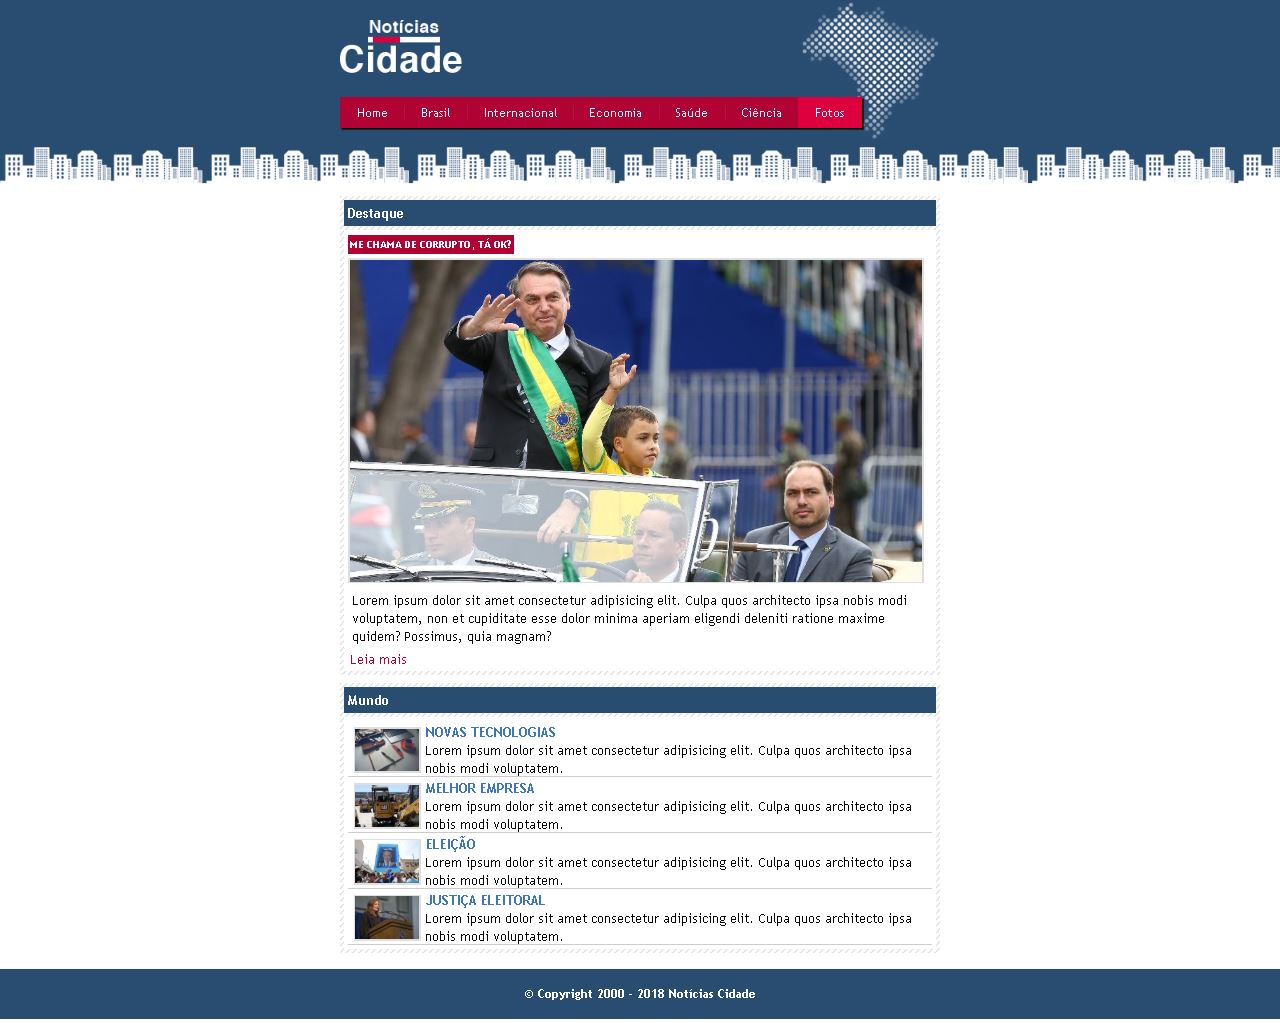 Notícias
Cidade
Home Brasil Internacional Economia Saúde Ciência Fotos
Destaque
ME CHAMA DE CORRUPTO , TÁ OK?
Lorem ipsum dolor sit amet consectetur adipisicing elit. Culpa quos architecto ipsa nobis modi
voluptatem, non et cupiditate esse dolor minima aperiam eligendi deleniti ratione maxime
quidem? Possimus, quia magnam?
Leia mais
Mundo
NOVAS TECNOLOGIAS
Lorem ipsum dolor sit amet consectetur adipisicing elit. Culpa quos architecto ipsa
nobis modi voluptatem.
MELHOR EMPRESA
Lorem ipsum dolor sit amet consectetur adipisicing elit. Culpa quos architecto ipsa
nobis modi voluptatem.
ELEIÇÃO
Lorem ipsum dolor sit amet consectetur adipisicing elit. Culpa quos architecto ipsa
nobis modi voluptatem.
JUSTIÇA ELEITORAL
Lorem ipsum dolor sit amet consectetur adipisicing elit. Culpa quos architecto ipsa
nobis modi voluptatem.
© Copyright 2000 - 2018 Notícias Cidade